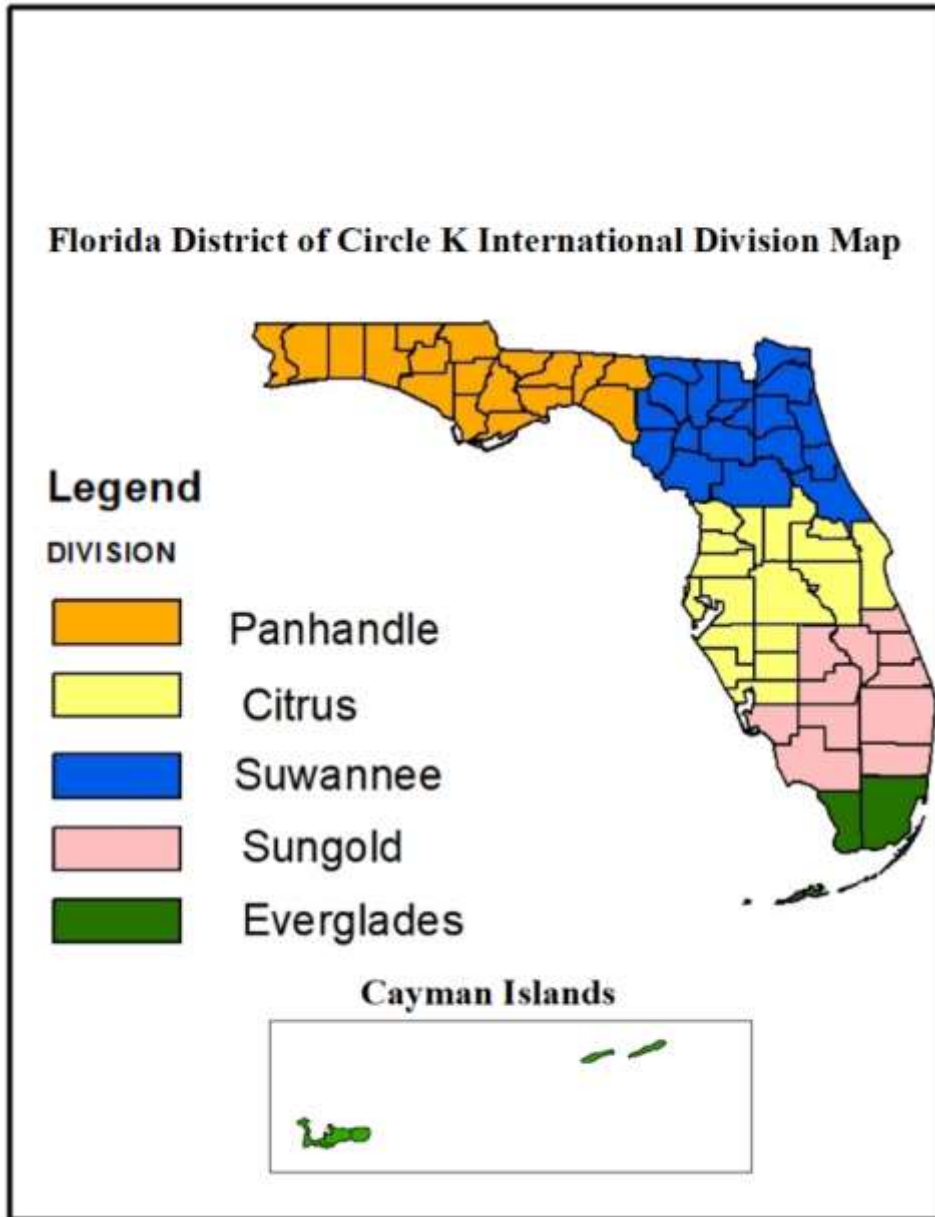 Florida District of Circle K International Division Map
Legend
DIVISION
Panhandle
Citrus
Suwannee
Sungold
Everglades
Cayman Islands